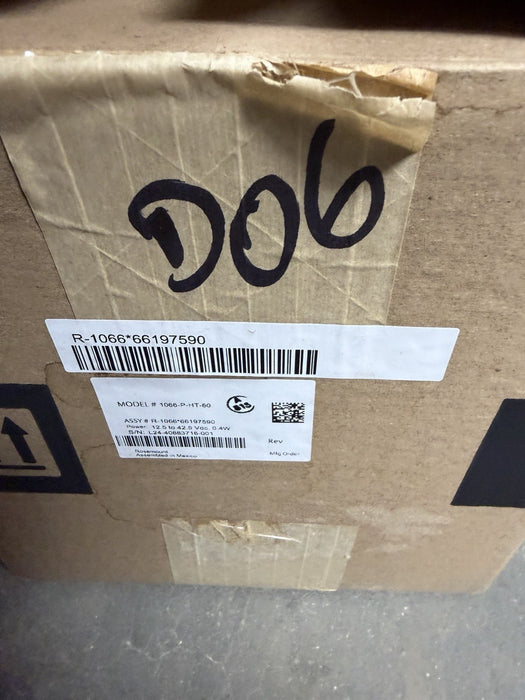 D06
R-1066*66197590
MODEL # 1066-P-HT-60
ASSY # R-1066*66197590
Power: 12.5 to 42.5 Vdc, 0.4W
S/N: L24-40683716-001
Rev
Rosemount
Assembled in Mexico
Mfg Order